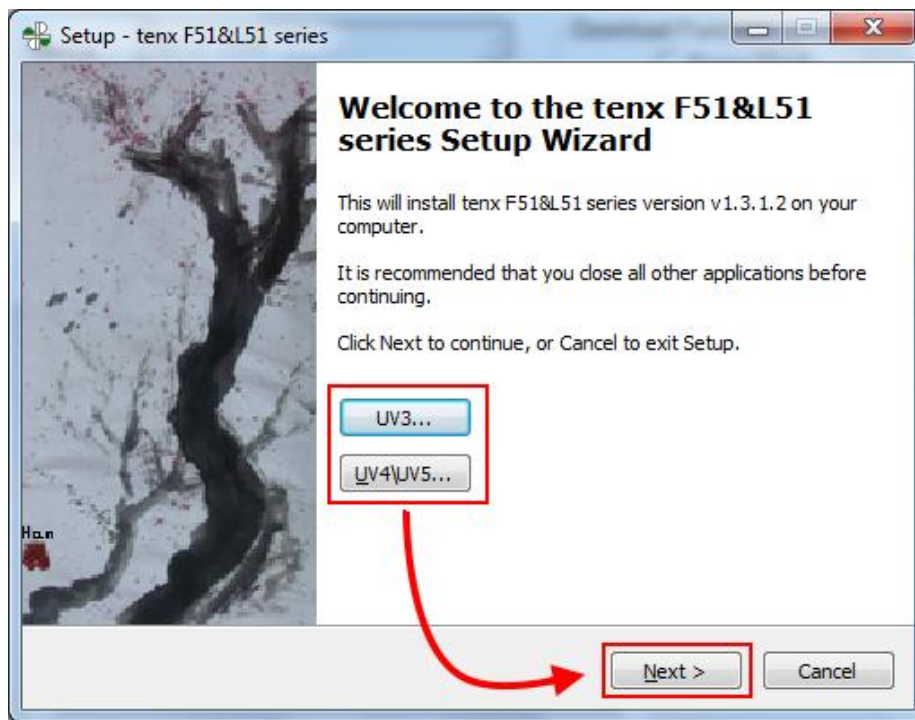 Setup - tenx F51&L51 series
Welcome to the tenx F51&L51
series Setup Wizard
This will install tenx F51&L51 series version v1.3.1.2 on your
computer.
It is recommended that you close all other applications before
continuing.
Click Next to continue, or Cancel to exit Setup.
UV3...
UV4\UV5...
Han
Next >
Cancel